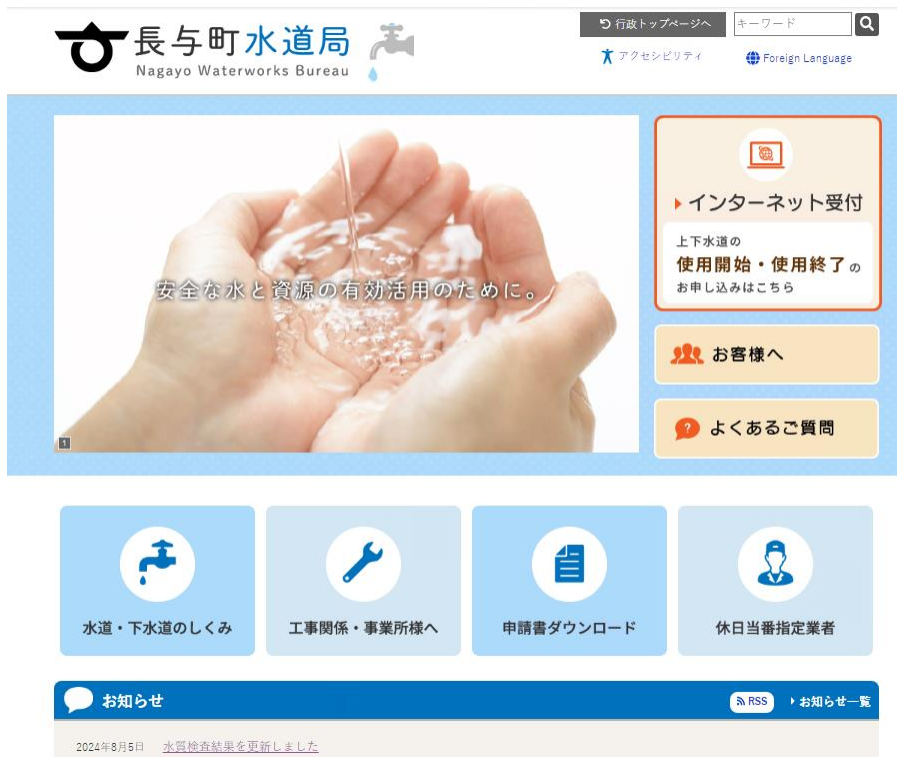 長与町水道局
Nagayo Waterworks Bureau
行政トップページへ
キーワード
アクセシビリティ
Foreign Language
安全な水と資源の有効活用のために。
1
インターネット受付
上下水道の
使用開始・使用終了の
お申し込みはこちら
お客様へ
よくあるご質問
水道・下水道のしくみ
工事関係・事業所様へ
申請書ダウンロード
休日当番指定業者
お知らせ
RSS
お知らせ一覧
2024年8月5日 水質検査結果を更新しました